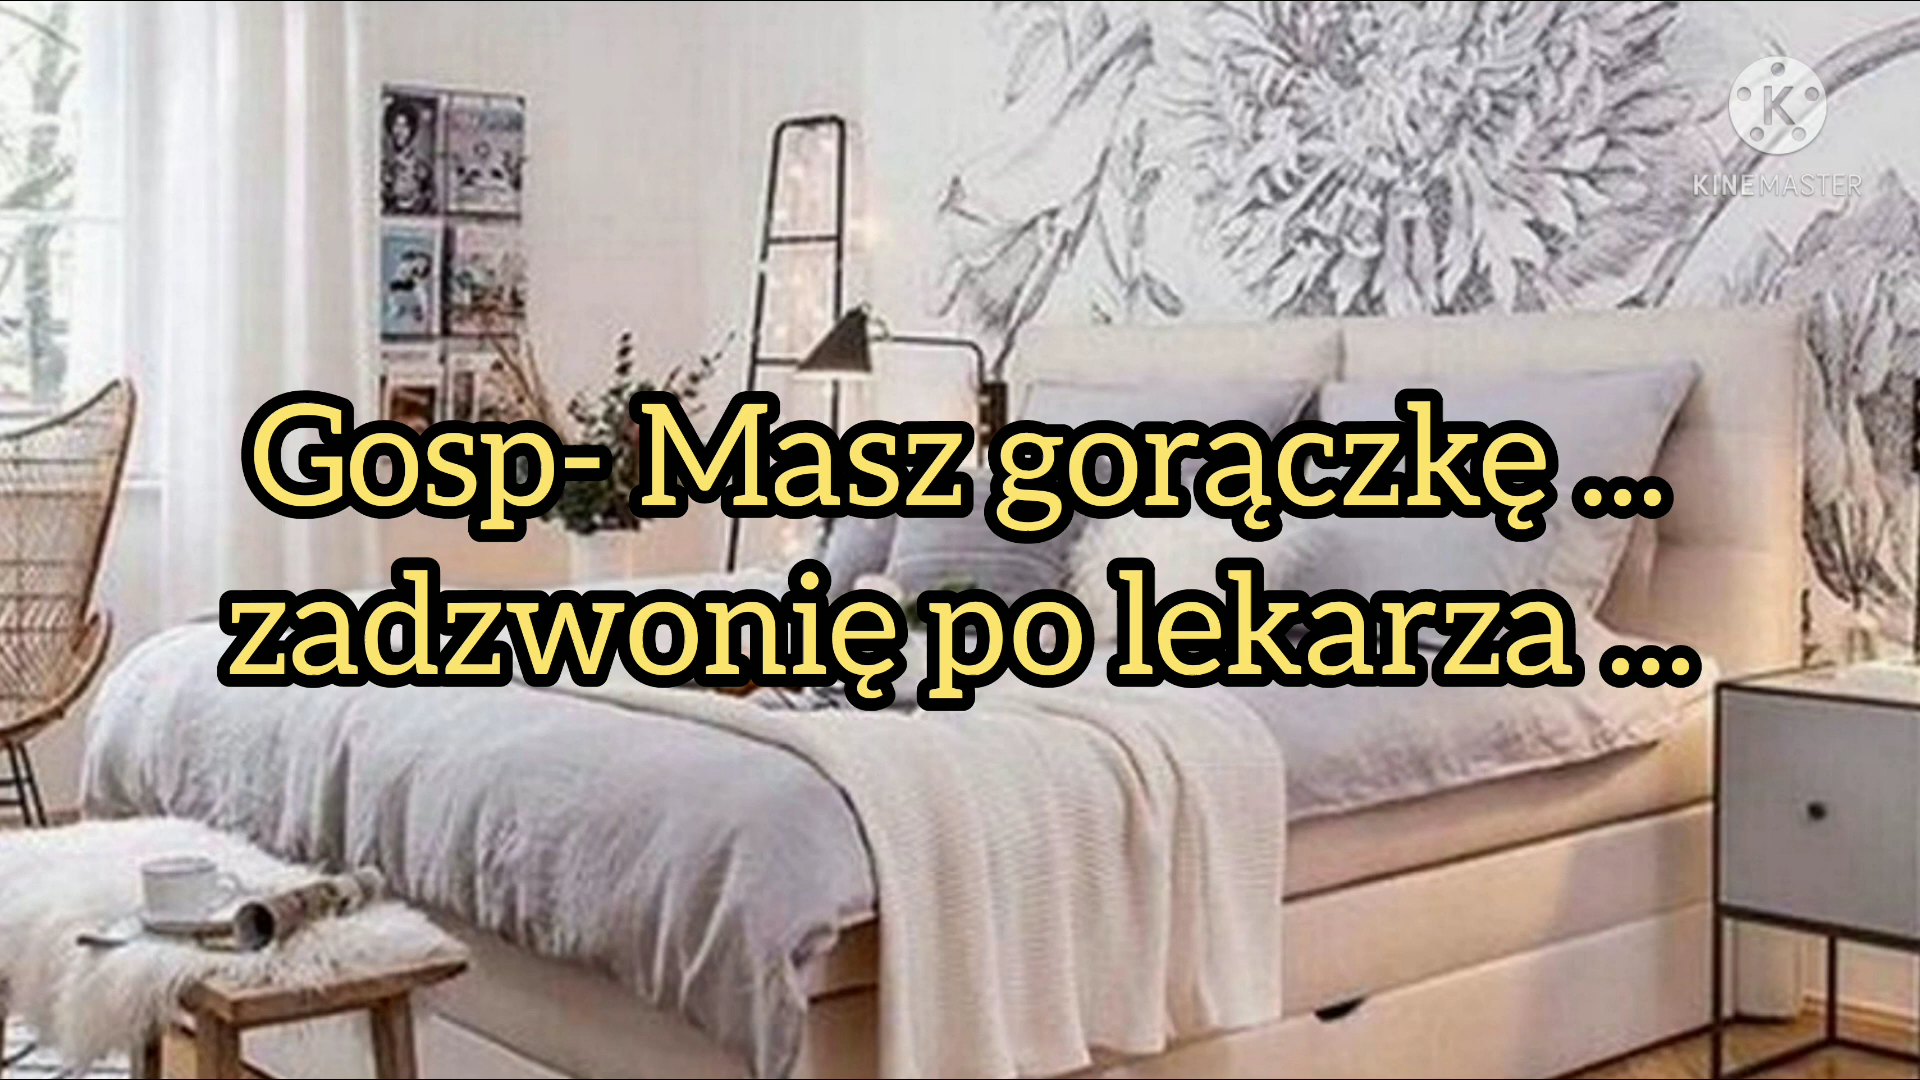 K
KINEMASTER
Gosp- Masz gorączkę ...
zadzwonię po lekarza ...